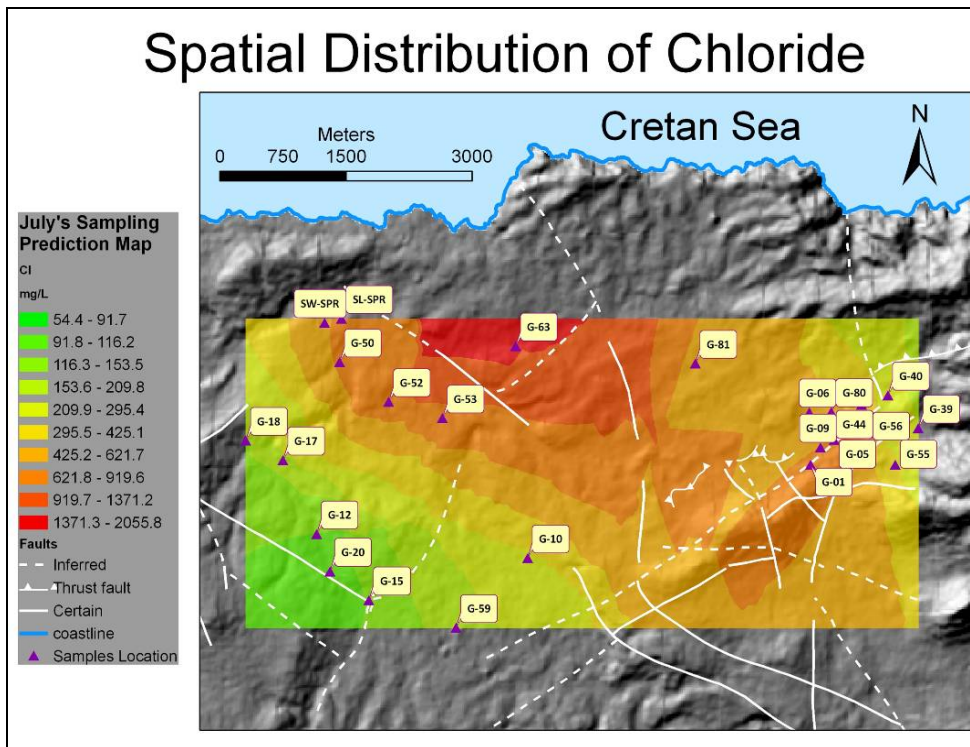 Spatial Distribution of Chloride
Meters
0 750 1500 3000
Cretan Sea
N
July's Sampling
Prediction Map
Cl
mg/L
54.4 - 91.7
91.8 - 116.2
116.3 - 153.5
153.6 - 209.8
209.9 - 295.4
295.5 - 425.1
425.2 - 621.7
621.8 - 919.6
919.7 - 1371.2
1371.3 - 2055.8
Faults
Inferred
Thrust fault
Certain
coastline
Samples Location
SW-SPR
SL-SPR
G-63
G-50
G-81
G-52
G-53
G-40
G-06
G-80
G-39
G-18
G-17
G-09
G-44
G-56
G-05
G-55
G-01
G-12
G-20
G-10
G-15
G-59